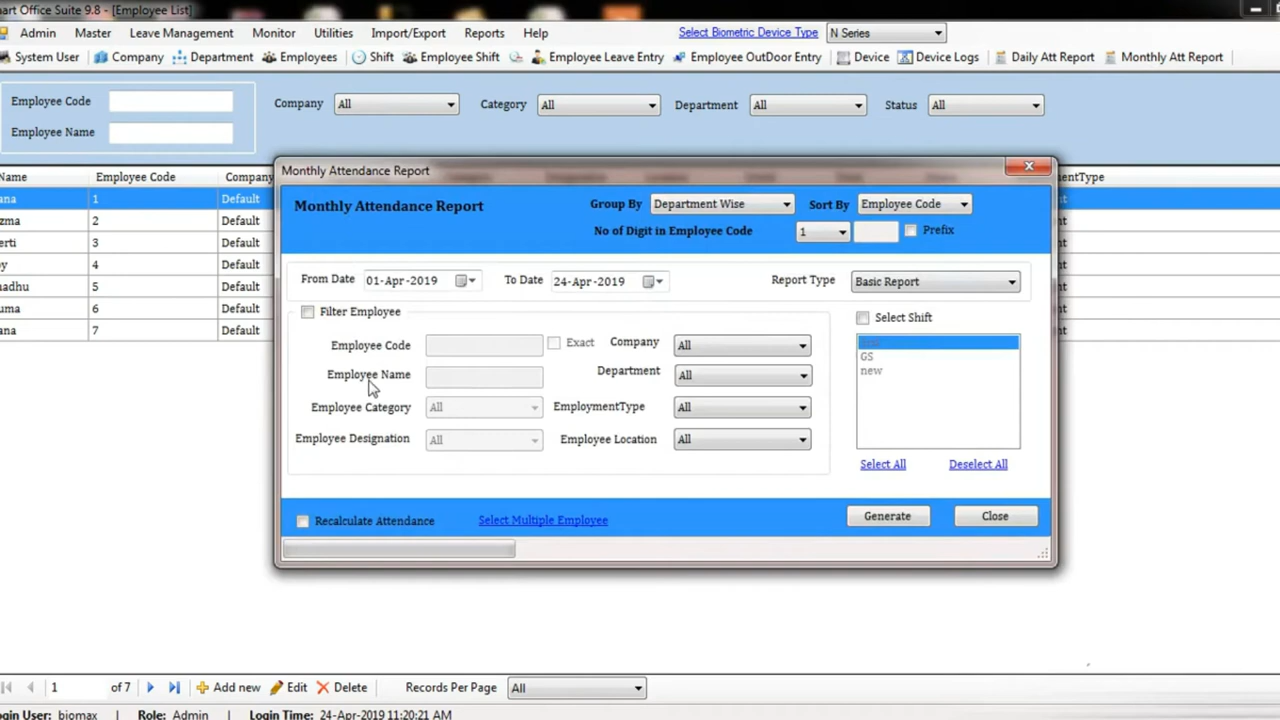 art Office Suite 9.8 - [Employee List]
Admin Master Leave Management Monitor Utilities Import/Export Reports Help Select Biometric Device Type N Series
System User Company Department Employees Shift Employee Shift Employee Leave Entry Employee OutDoor Entry Device Device Logs Daily Att Report Monthly Att Report
Employee Code Company All Category All Department All Status All
Employee Name
Name Employee Code Company
ana 1 Default
zma 2 Default
erti 3 Default
y 4 Default
adhu 5 Default
uma 6 Default
ana 7 Default
Monthly Attendance Report
Monthly Attendance Report Group By Department Wise Sort By Employee Code
No of Digit in Employee Code 1 Prefix
From Date 01-Apr-2019 To Date 24-Apr-2019 Report Type Basic Report
Filter Employee Select Shift
Employee Code Exact Company All
Employee Name Department All
Employee Category All EmploymentType All
Employee Designation All Employee Location All
GS
new
Select All Deselect All
Recalculate Attendance Select Multiple Employee Generate Close
1 of 7 Add new Edit Delete Records Per Page All
ogin User: biomax | Role: Admin | Login Time: 24-Apr-2019 11:20:21 AM